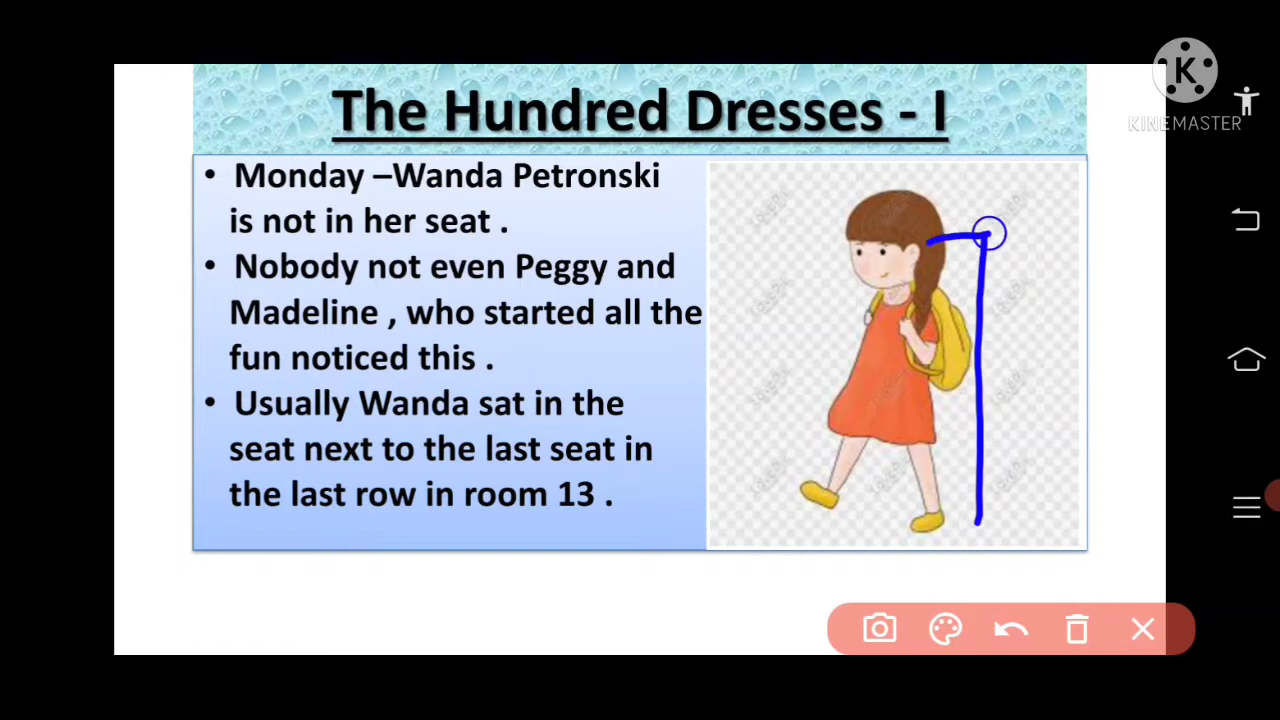 The Hundred Dresses - I
• Monday –Wanda Petronski
is not in her seat .
• Nobody not even Peggy and
Madeline , who started all the
fun noticed this .
• Usually Wanda sat in the
seat next to the last seat in
the last row in room 13 .
K
KINEMASTER